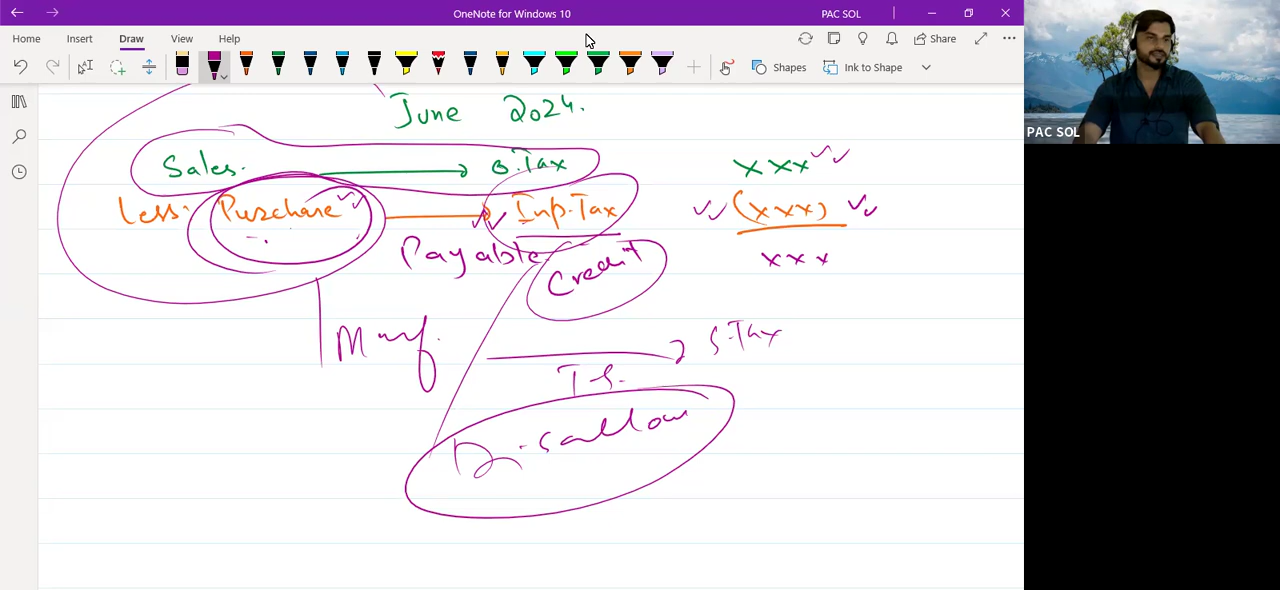 OneNote for Windows 10
PAC SOL
Home Insert Draw View Help
Share
Shapes
Ink to Shape
June 2024.
Sales. S.Tax xxx
Less. Purchase Inp.Tax (xxx)
Payable xxx
Credit
Manf. S.Tax
Disallow
PAC SOL